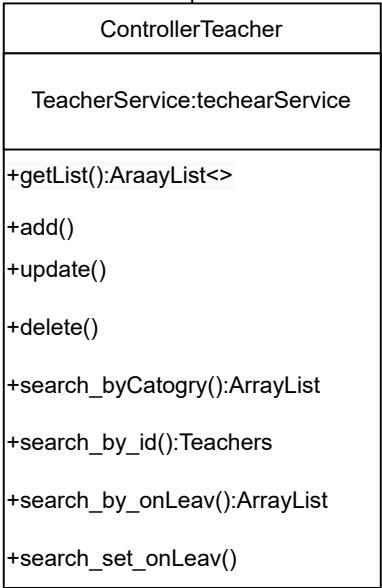 ControllerTeacher
TeacherService:techearService
+getList():AraayList<>
+add()
+update()
+delete()
+search_byCatogry():ArrayList
+search_by_id():Teachers
+search_by_onLeav():ArrayList
+search_set_onLeav()